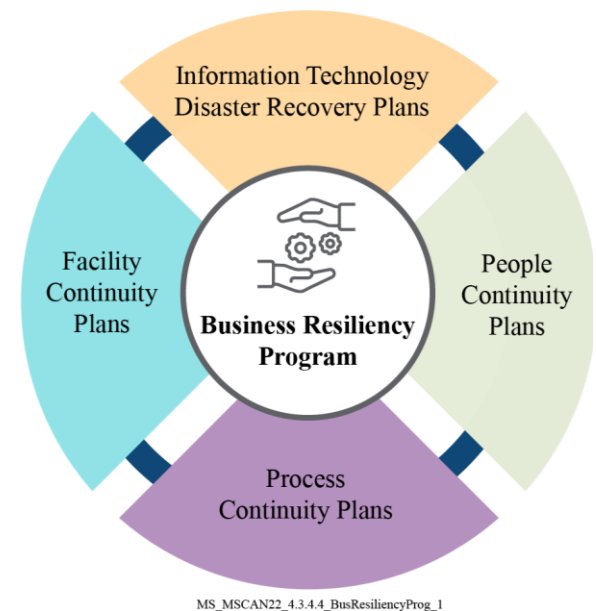 Information Technology
Disaster Recovery Plans
Facility
Continuity
Plans
Business Resiliency
Program
People
Continuity
Plans
Process
Continuity Plans
MS_MSCAN22_4.3.4.4_BusResiliencyProg_1